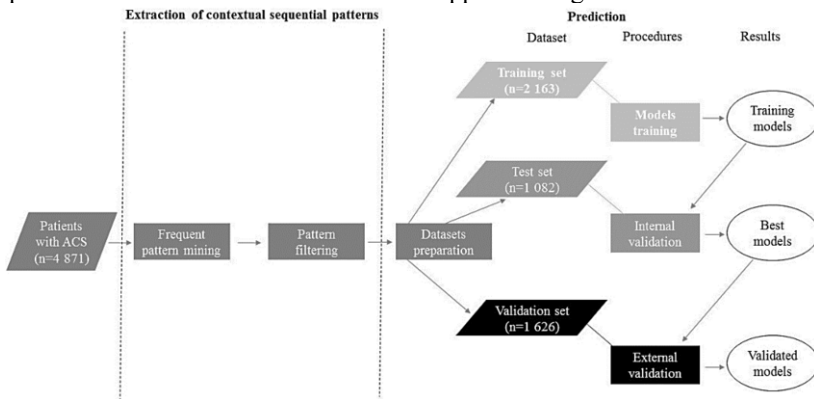 Extraction of contextual sequential patterns
Prediction
Dataset
Procedures
Results
Training set
(n=2 163)
Models
training
Training
models
Test set
(n=1 082)
Patients
with ACS
(n=4 871)
Frequent
pattern mining
Pattern
filtering
Datasets
preparation
Internal
validation
Best
models
Validation set
(n=1 626)
External
validation
Validated
models